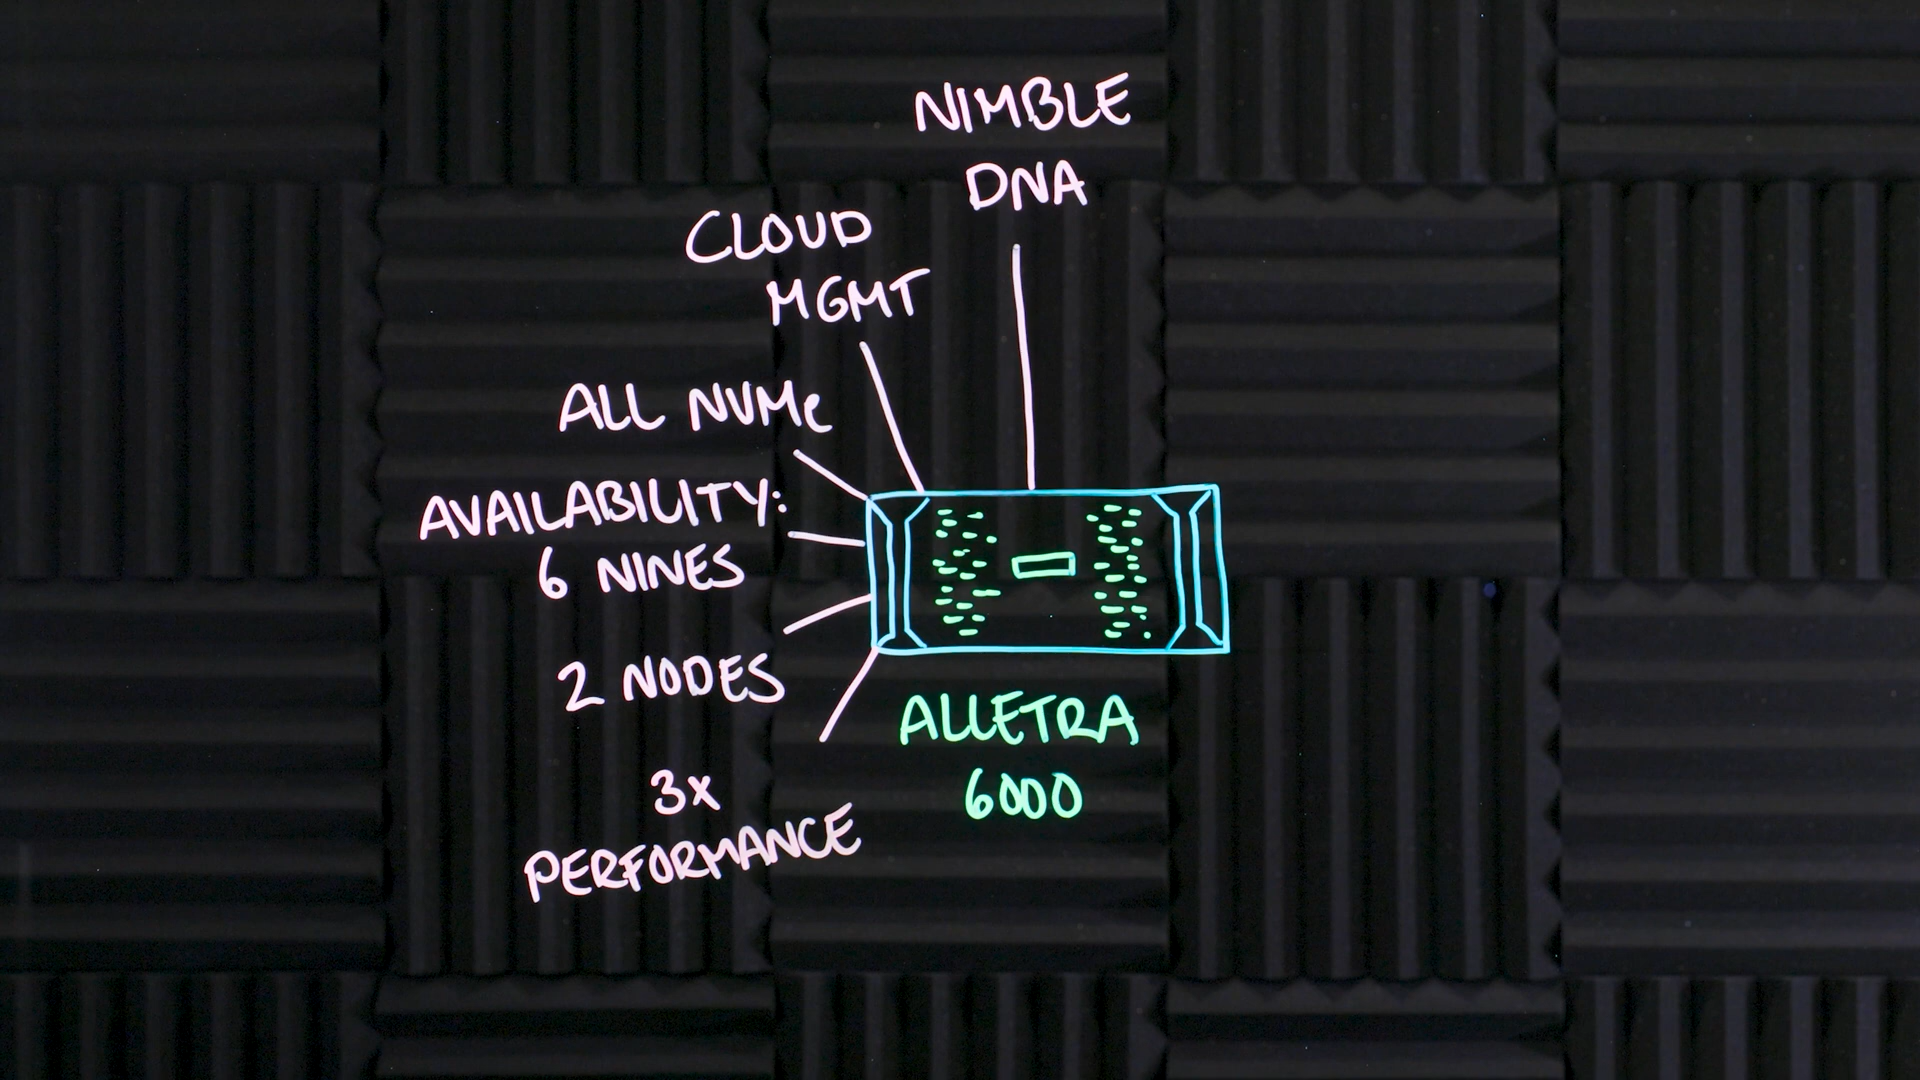 NIMBLE
DNA
CLOUD
MGMT
ALL NVMe
AVAILABILITY:
6 NINES
2 NODES
3x
PERFORMANCE
ALLETRA
6000